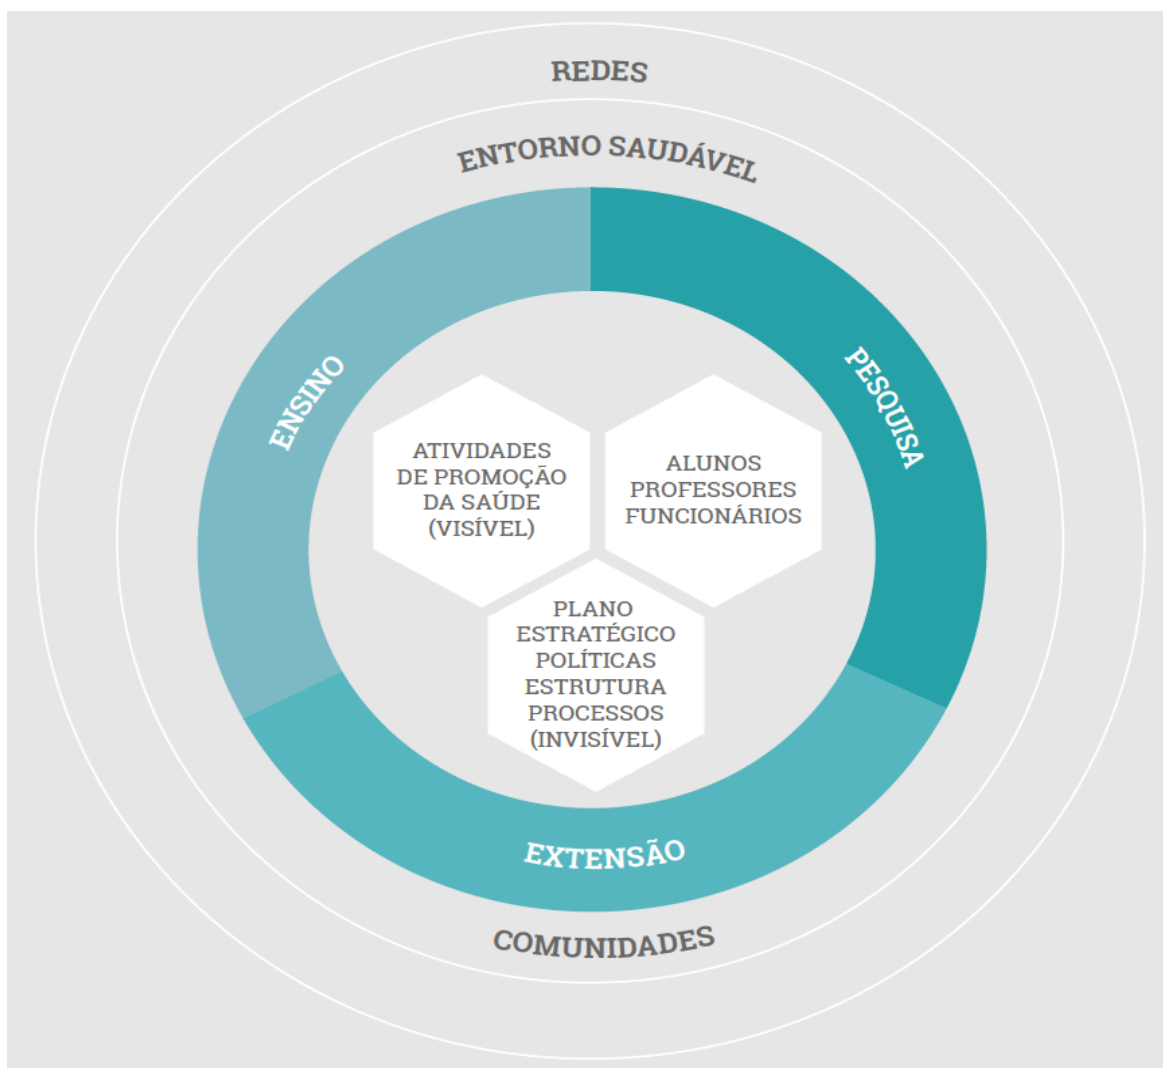 REDES
ENTORNO SAUDÁVEL
ENSINO
PESQUISA
ATIVIDADES
DE PROMOÇÃO
DA SAÚDE
(VISÍVEL)
ALUNOS
PROFESSORES
FUNCIONÁRIOS
PLANO
ESTRATÉGICO
POLÍTICAS
ESTRUTURA
PROCESSOS
(INVISÍVEL)
EXTENSÃO
COMUNIDADES